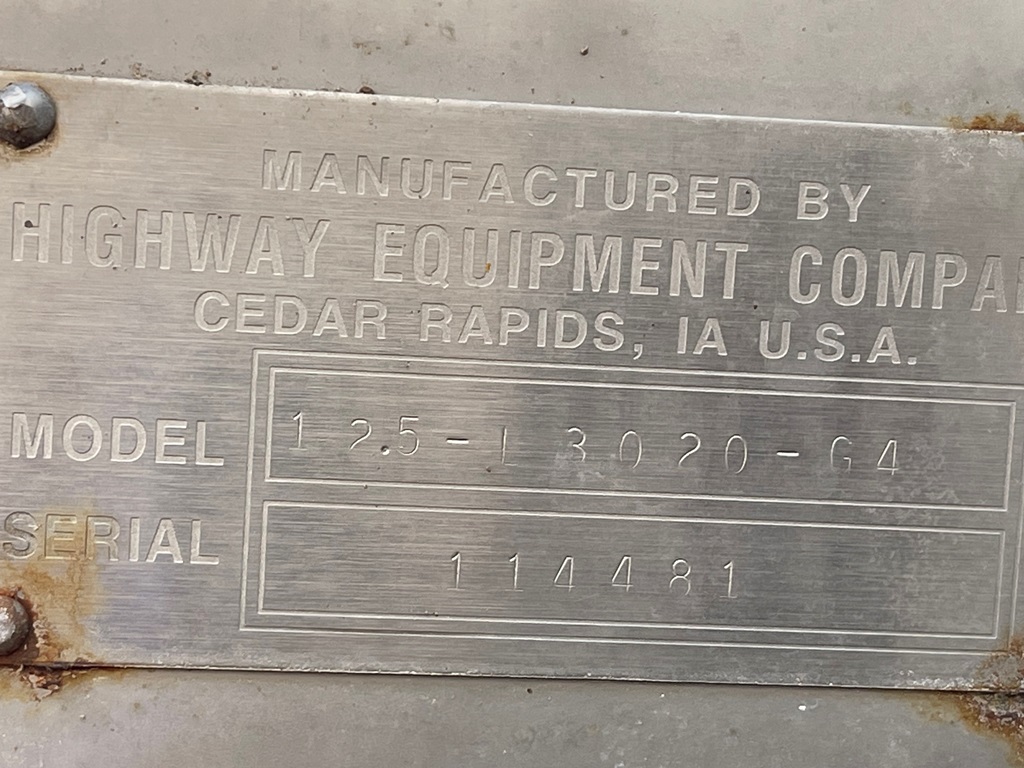 MANUFACTURED BY
HIGHWAY EQUIPMENT COMPA
CEDAR RAPIDS, IA U.S.A.
MODEL 125-L3020-G4
SERIAL 114481